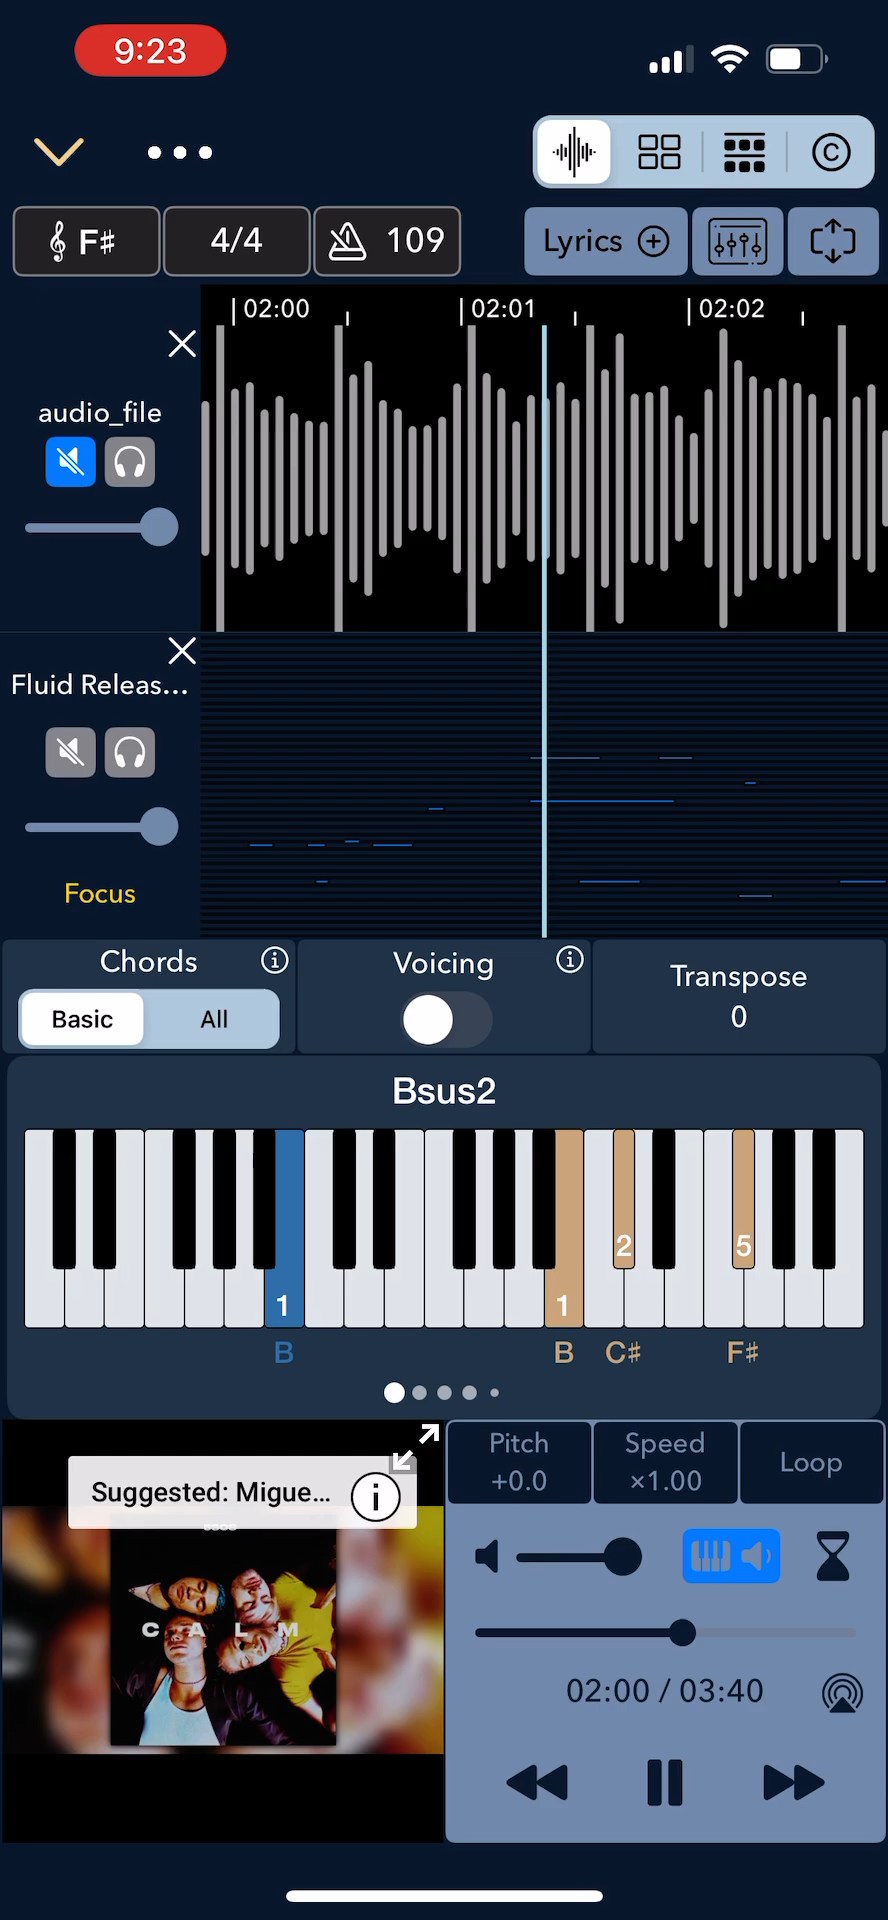 9:23
F♯
4/4
109
Lyrics
02:00
02:01
02:02
audio_file
Fluid Releas...
Focus
Chords
Voicing
Transpose
Basic
All
0
Bsus2
1
1
2
5
B
B
C♯
F♯
Pitch
+0.0
Speed
×1.00
Loop
Suggested: Migue...
5SOS
C A L M
02:00 / 03:40